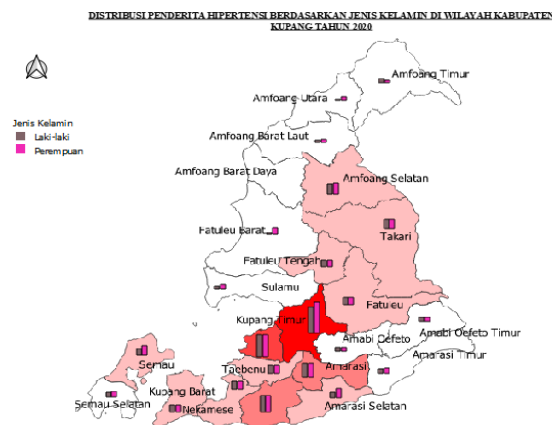 DISTRIBUSI PENDERITA HIPERTENSI BERDASARKAN JENIS KELAMIN DI WILAYAH KABUPATEN
KUPANG TAHUN 2020
Amfoang Timur
Amfoang Utara
Jenis Kelamin
Laki-laki
Perempuan
Amfoang Barat Laut
Amfoang Barat Daya
Amfoang Selatan
Takari
Fatuleu Barat
Fatuleu Tengah
Sulamu
Fatuleu
Kupang Timur
Amabi Oefeto
Amabi Oefeto Timur
Amarasi Timur
Semau
Taebenu
Amarasi
Kupang Barat
Semau Selatan
Nekamese
Amarasi Selatan